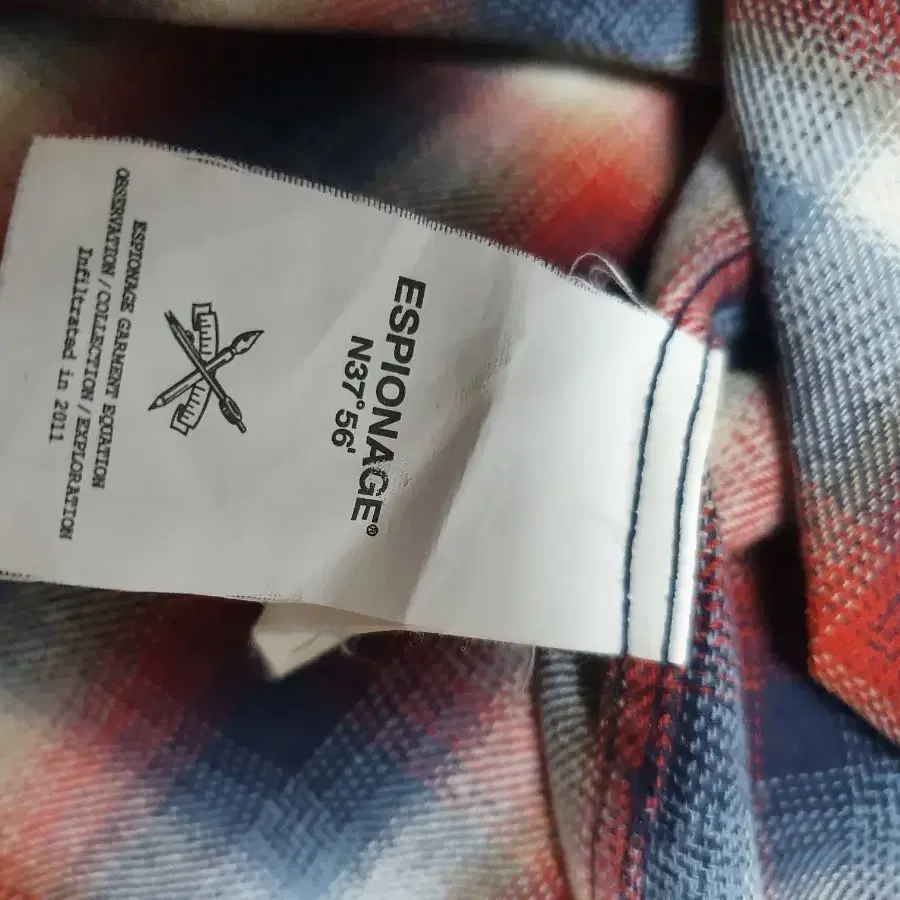 ESPIONAGE®
N37° 56'
ESPIONAGE GARMENT EQUATION
OBSERVATION / COLLECTION / EXPLORATION
Infiltrated in 2011